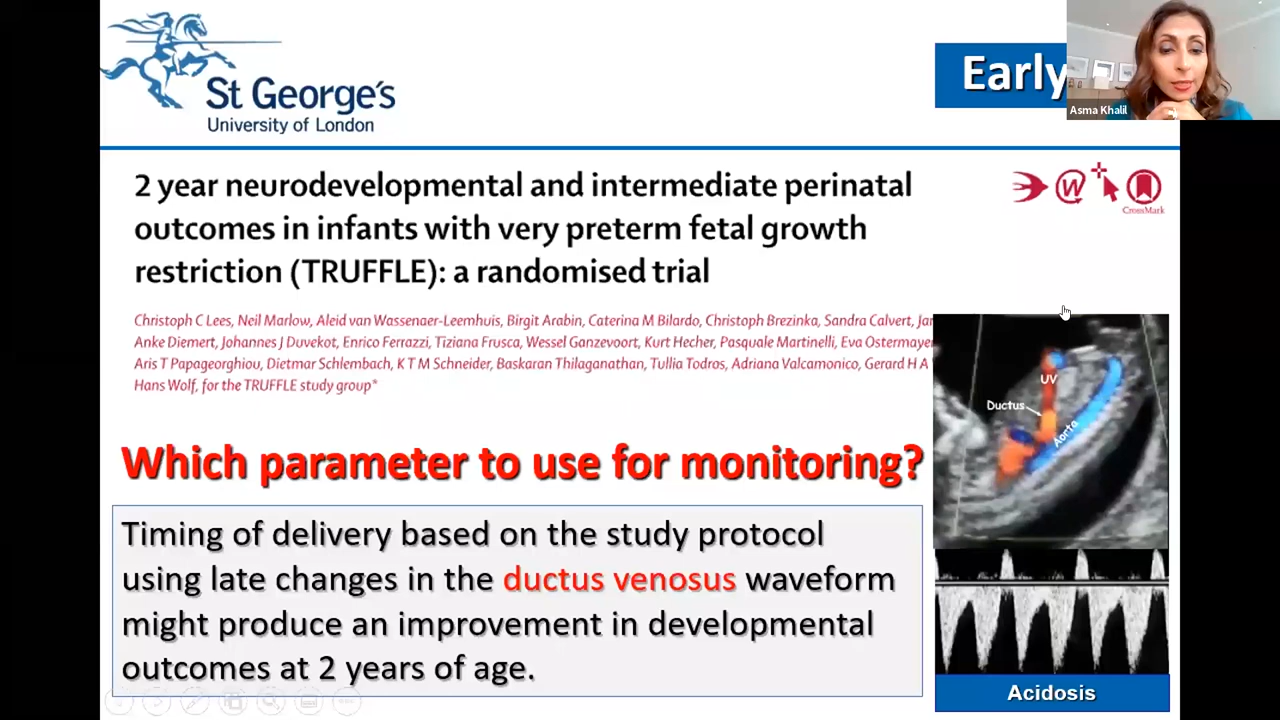 St George's
University of London
Early
Asma Khalil
2 year neurodevelopmental and intermediate perinatal
outcomes in infants with very preterm fetal growth
restriction (TRUFFLE): a randomised trial
W
CrossMark
Christoph C Lees, Neil Marlow, Aleid van Wassenaer-Leemhuis, Birgit Arabin, Caterina M Bilardo, Christoph Brezinka, Sandra Calvert,
Anke Diemert, Johannes J Duvekot, Enrico Ferrazzi, Tiziana Frusca, Wessel Ganzevoort, Kurt Hecher, Pasquale Martinelli, Eva Ostermayer
Aris T Papageorghiou, Dietmar Schlembach, K T M Schneider, Baskaran Thilaganathan, Tullia Todros, Adriana Valcamonico, Gerard H A
Hans Wolf, for the TRUFFLE study group*
UV
Ductus
Aorta
Which parameter to use for monitoring?
Timing of delivery based on the study protocol
using late changes in the ductus venosus waveform
might produce an improvement in developmental
outcomes at 2 years of age.
Acidosis